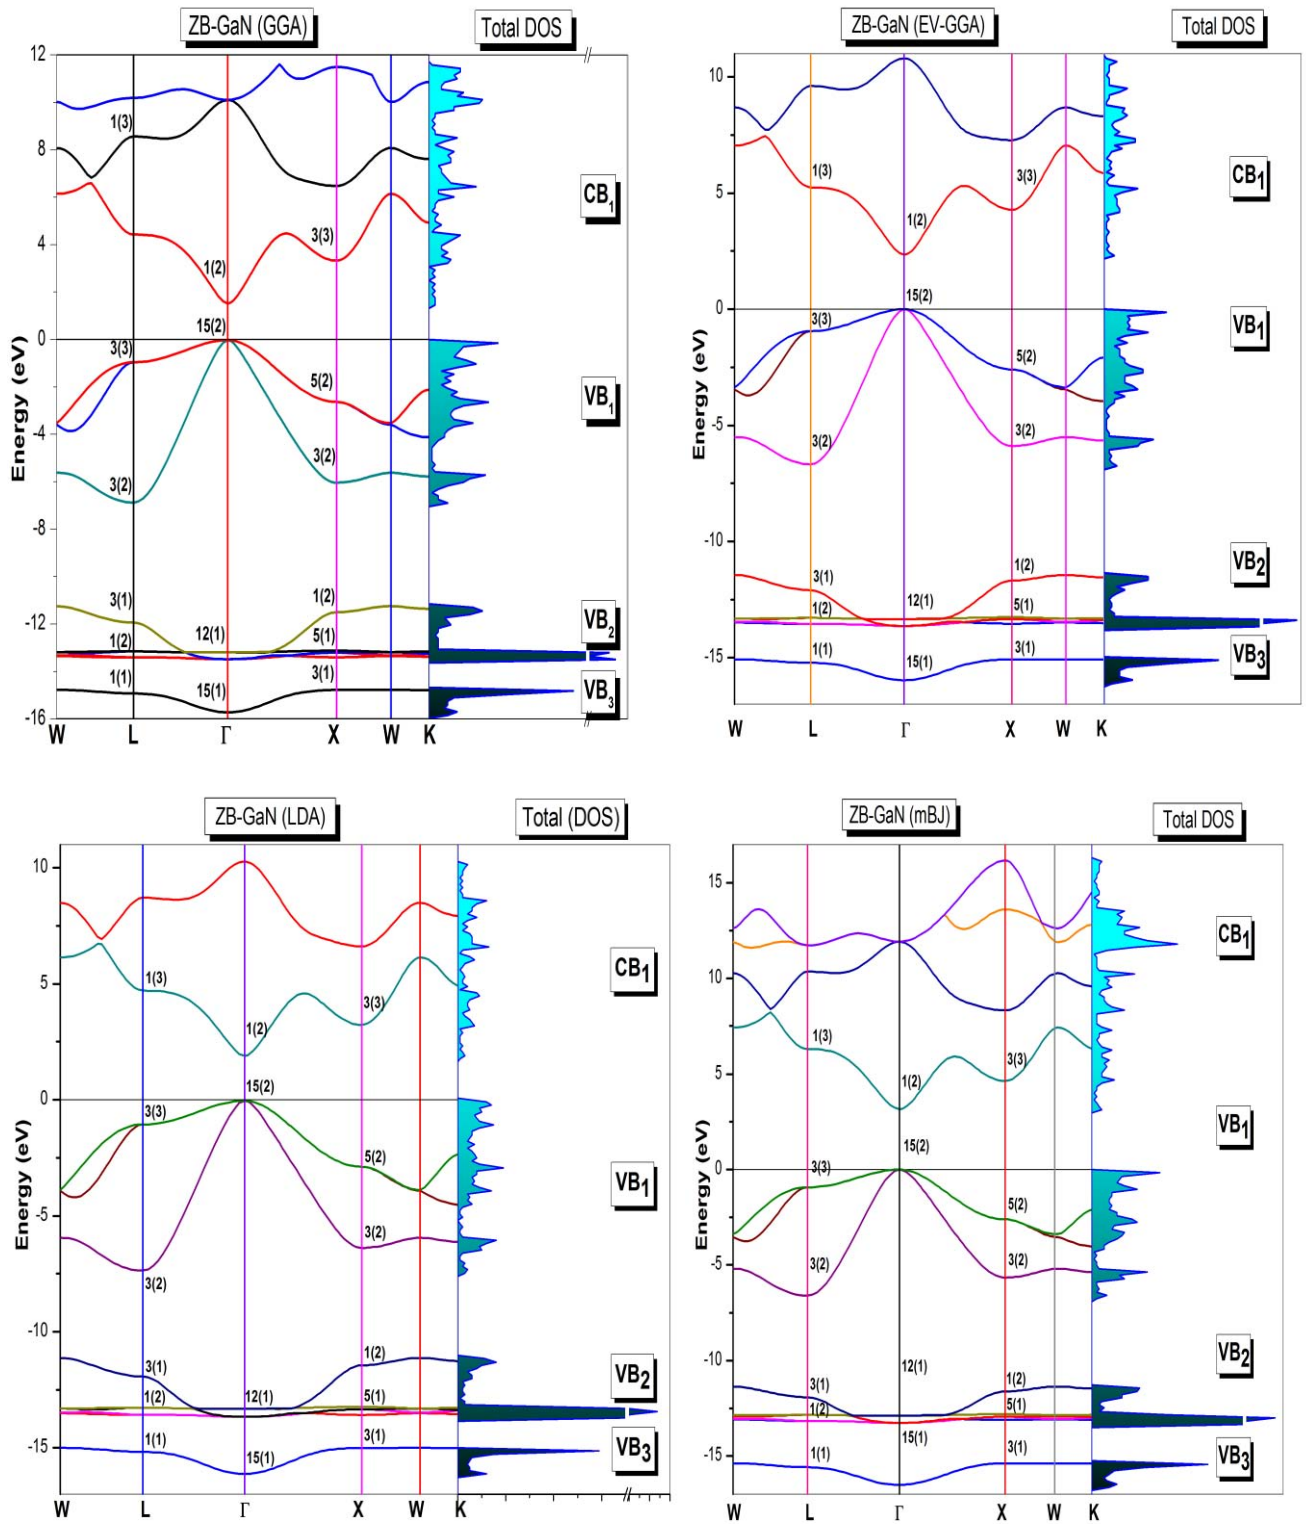 ZB-GaN (GGA)
Total DOS
12
8
4
0
-4
-8
-12
-16
Energy (eV)
1(3)
3(3)
1(2)
15(2)
3(3)
5(2)
3(2)
3(2)
3(1)
1(2)
1(2)
12(1)
5(1)
1(1)
15(1)
3(1)
CB1
VB1
VB2
VB3
W L Γ X W K
ZB-GaN (EV-GGA)
Total DOS
10
5
0
-5
-10
-15
Energy (eV)
1(3)
3(3)
1(2)
15(2)
3(3)
5(2)
3(2)
3(2)
3(1)
1(2)
1(2)
12(1)
5(1)
1(1)
15(1)
3(1)
CB1
VB1
VB2
VB3
W L Γ X W K
ZB-GaN (LDA)
Total (DOS)
10
5
0
-5
-10
-15
Energy (eV)
1(3)
3(3)
1(2)
15(2)
3(3)
5(2)
3(2)
3(2)
3(1)
1(2)
1(2)
12(1)
5(1)
1(1)
15(1)
3(1)
CB1
VB1
VB2
VB3
W L Γ X W K
ZB-GaN (mBJ)
Total DOS
15
10
5
0
-5
-10
-15
Energy (eV)
1(3)
3(3)
1(2)
15(2)
3(3)
5(2)
3(2)
3(2)
12(1)
3(1)
1(2)
1(2)
5(1)
15(1)
1(1)
3(1)
CB1
VB1
VB2
VB3
W L Γ X W K